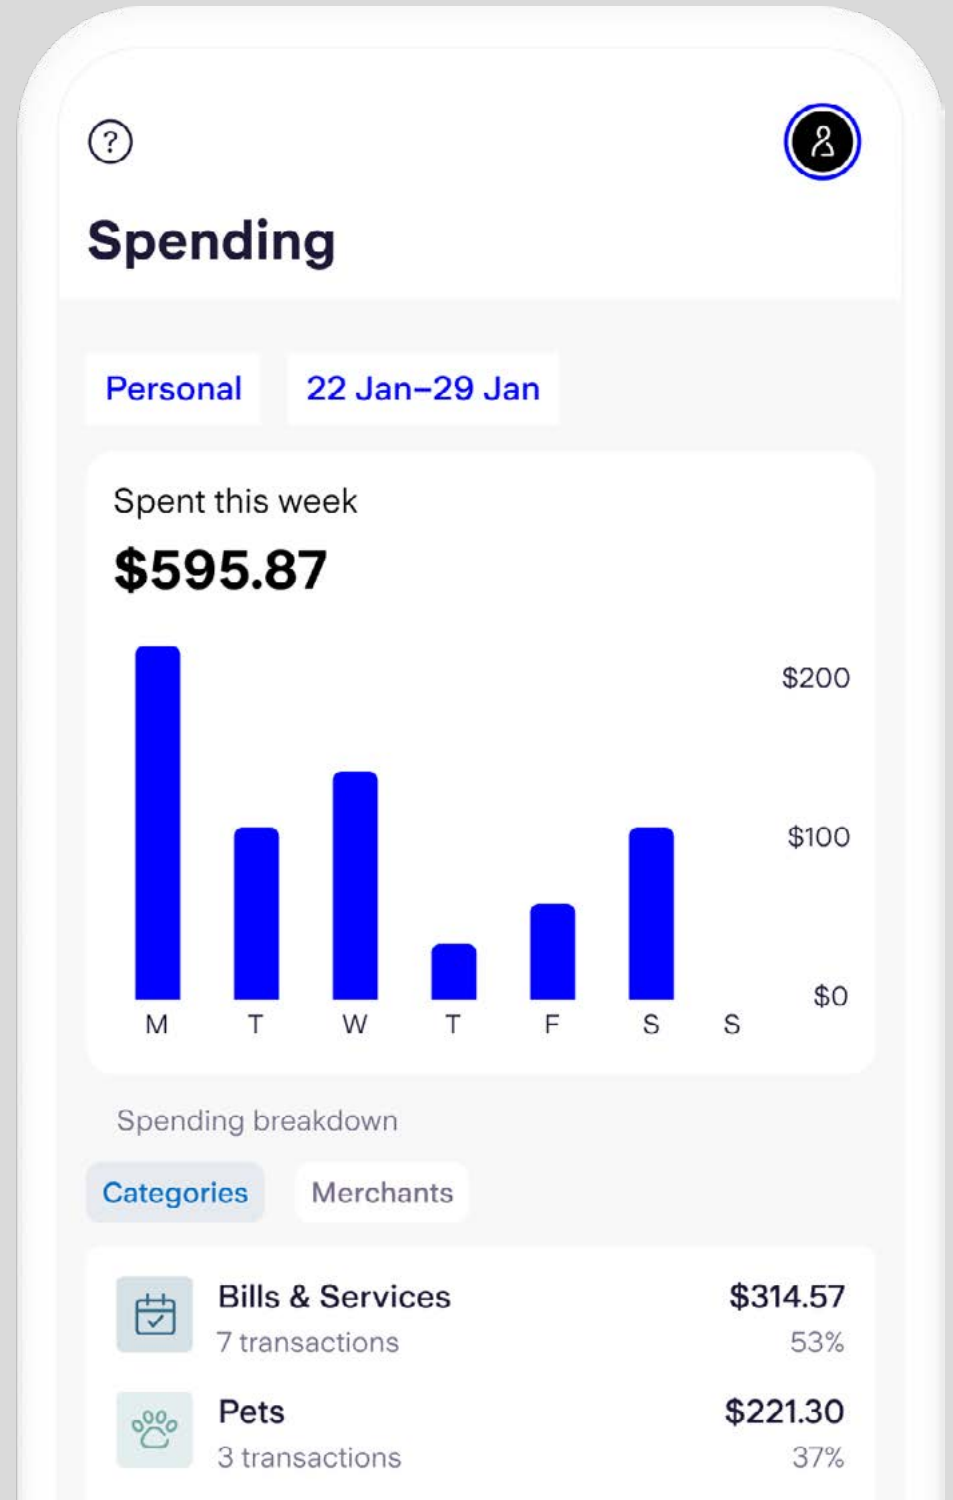 ?
Spending
Personal 22 Jan–29 Jan
Spent this week
$595.87
$200
$100
$0
M T W T F S S
Spending breakdown
Categories Merchants
Bills & Services $314.57
7 transactions 53%
Pets $221.30
3 transactions 37%